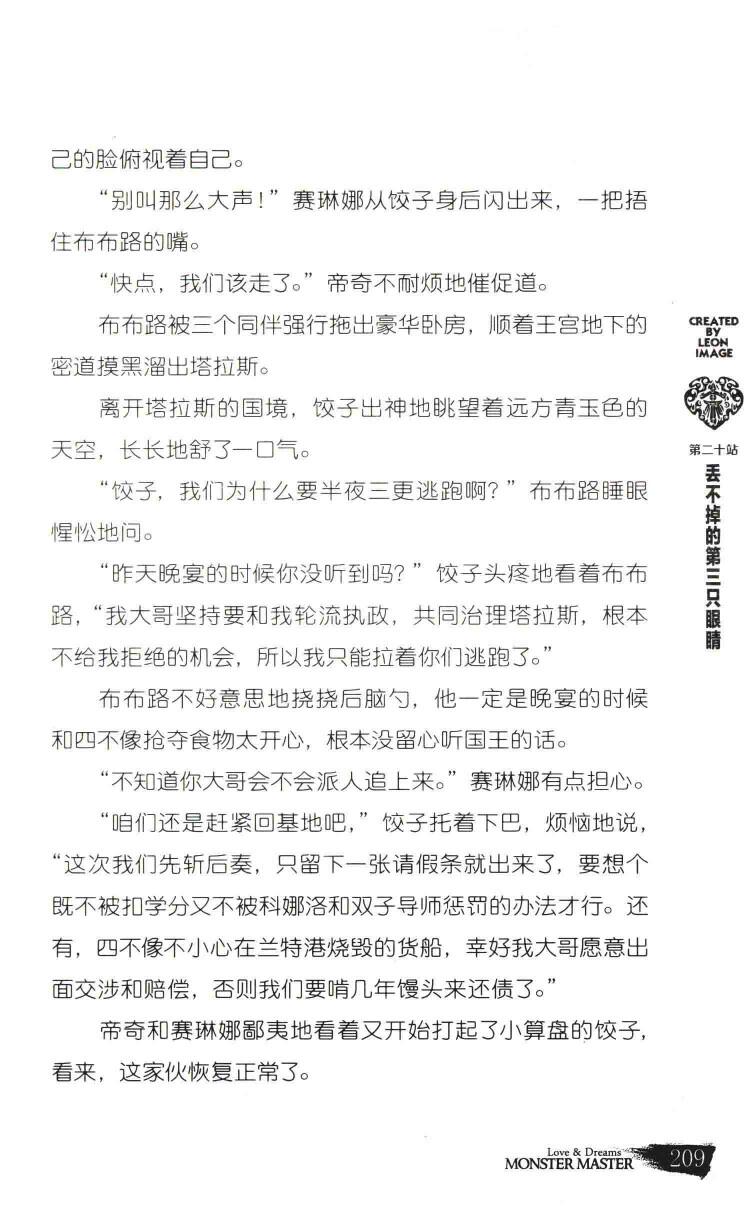 己的脸俯视着自己。
“别叫那么大声！”赛琳娜从饺子身后闪出来，一把捂
住布布路的嘴。
“快点，我们该走了。”帝奇不耐烦地催促道。
布布路被三个同伴强行拖出豪华卧房，顺着王宫地下的
密道摸黑溜出塔拉斯。
离开塔拉斯的国境，饺子出神地眺望着远方青玉色的
天空，长长地舒了一口气。
“饺子，我们为什么要半夜三更逃跑啊？”布布路睡眼
惺忪地问。
“昨天晚宴的时候你没听到吗？”饺子头疼地看着布布
路，“我大哥坚持要和我轮流执政，共同治理塔拉斯，根本
不给我拒绝的机会，所以我只能拉着你们逃跑了。”
布布路不好意思地挠挠后脑勺，他一定是晚宴的时候
和四不像抢夺食物太开心，根本没留心听国王的话。
“不知道你大哥会不会派人追上来。”赛琳娜有点担心。
“咱们还是赶紧回基地吧，”饺子托着下巴，烦恼地说，
“这次我们先斩后奏，只留下一张请假条就出来了，要想个
既不被扣学分又不被科娜洛和双子导师惩罚的办法才行。还
有，四不像不小心在兰特港烧毁的货船，幸好我大哥愿意出
面交涉和赔偿，否则我们要啃几年馒头来还债了。”
帝奇和赛琳娜鄙夷地看着又开始打起了小算盘的饺子，
看来，这家伙恢复正常了。
CREATED
BY
LEON
IMAGE
第二十站
丢不掉的第三只眼睛
Love & Dreams
MONSTER MASTER
209